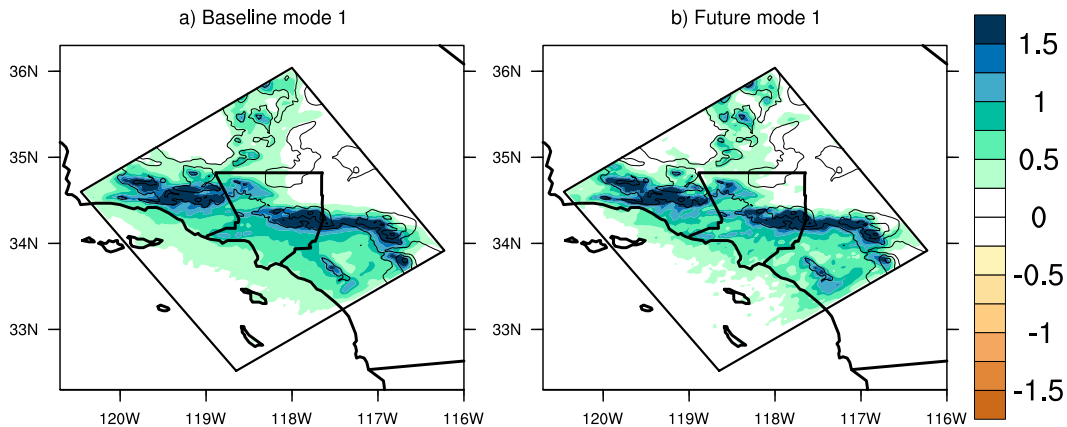 a) Baseline mode 1
b) Future mode 1
36N
35N
34N
33N
120W 119W 118W 117W 116W
36N
35N
34N
33N
120W 119W 118W 117W 116W
1.5
1
0.5
0
-0.5
-1
-1.5